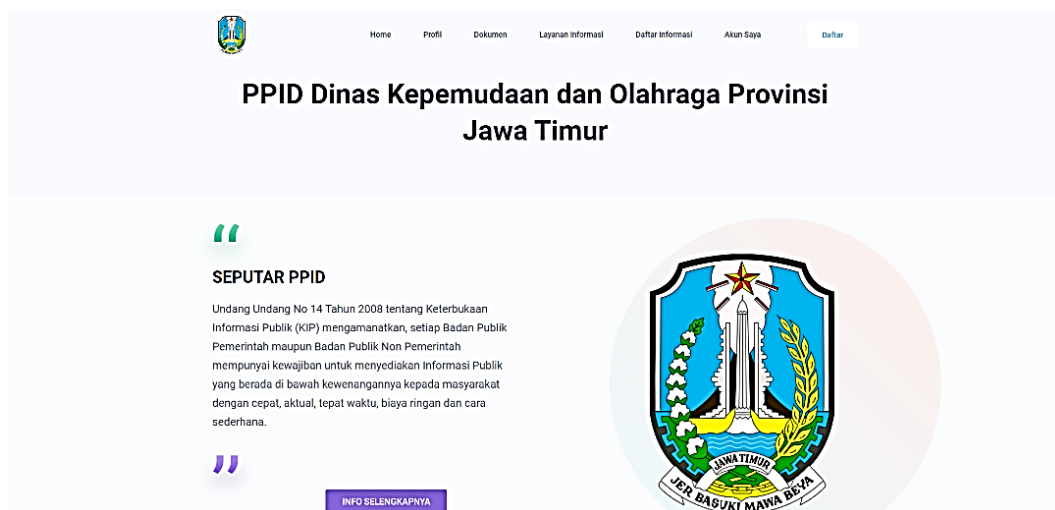 Home Profil Dokumen Layanan Informasi Daftar Informasi Akun Saya Daftar
PPID Dinas Kepemudaan dan Olahraga Provinsi
Jawa Timur
“
SEPUTAR PPID
Undang Undang No 14 Tahun 2008 tentang Keterbukaan
Informasi Publik (KIP) mengamanatkan, setiap Badan Publik
Pemerintah maupun Badan Publik Non Pemerintah
mempunyai kewajiban untuk menyediakan Informasi Publik
yang berada di bawah kewenangannya kepada masyarakat
dengan cepat, aktual, tepat waktu, biaya ringan dan cara
sederhana.
”
INFO SELENGKAPNYA
JAWA TIMUR
JER BASUKI MAWA BEYA